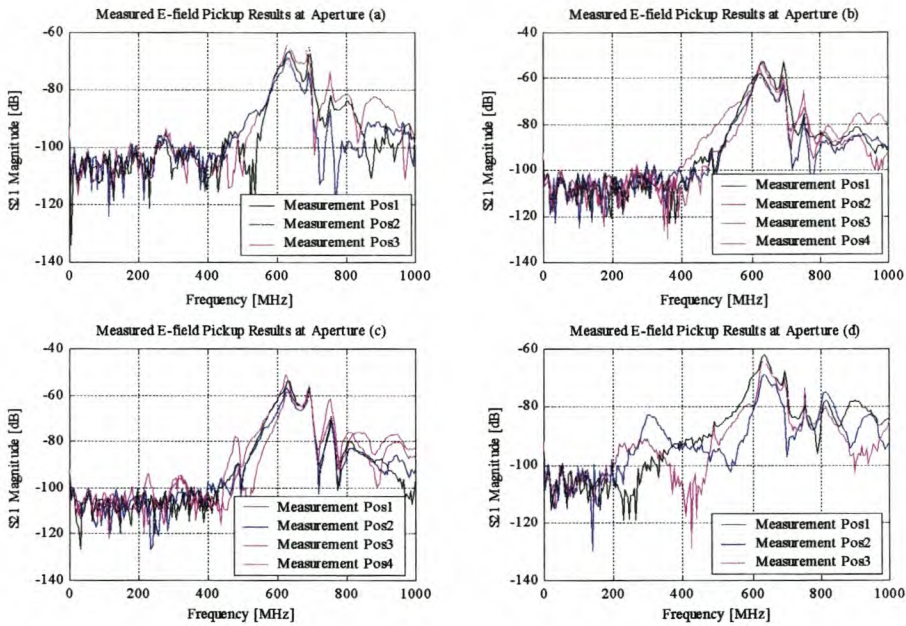 Measured E-field Pickup Results at Aperture (a)
-60
-80
-100
-120
-140
S21 Magnitude [dB]
Measurement Pos1
Measurement Pos2
Measurement Pos3
0 200 400 600 800 1000
Frequency [MHz]
Measured E-field Pickup Results at Aperture (b)
-40
-60
-80
-100
-120
-140
S21 Magnitude [dB]
Measurement Pos1
Measurement Pos2
Measurement Pos3
Measurement Pos4
0 200 400 600 800 1000
Frequency [MHz]
Measured E-field Pickup Results at Aperture (c)
-40
-60
-80
-100
-120
-140
S21 Magnitude [dB]
Measurement Pos1
Measurement Pos2
Measurement Pos3
Measurement Pos4
0 200 400 600 800 1000
Frequency [MHz]
Measured E-field Pickup Results at Aperture (d)
-60
-80
-100
-120
-140
S21 Magnitude [dB]
Measurement Pos1
Measurement Pos2
Measurement Pos3
0 200 400 600 800 1000
Frequency [MHz]